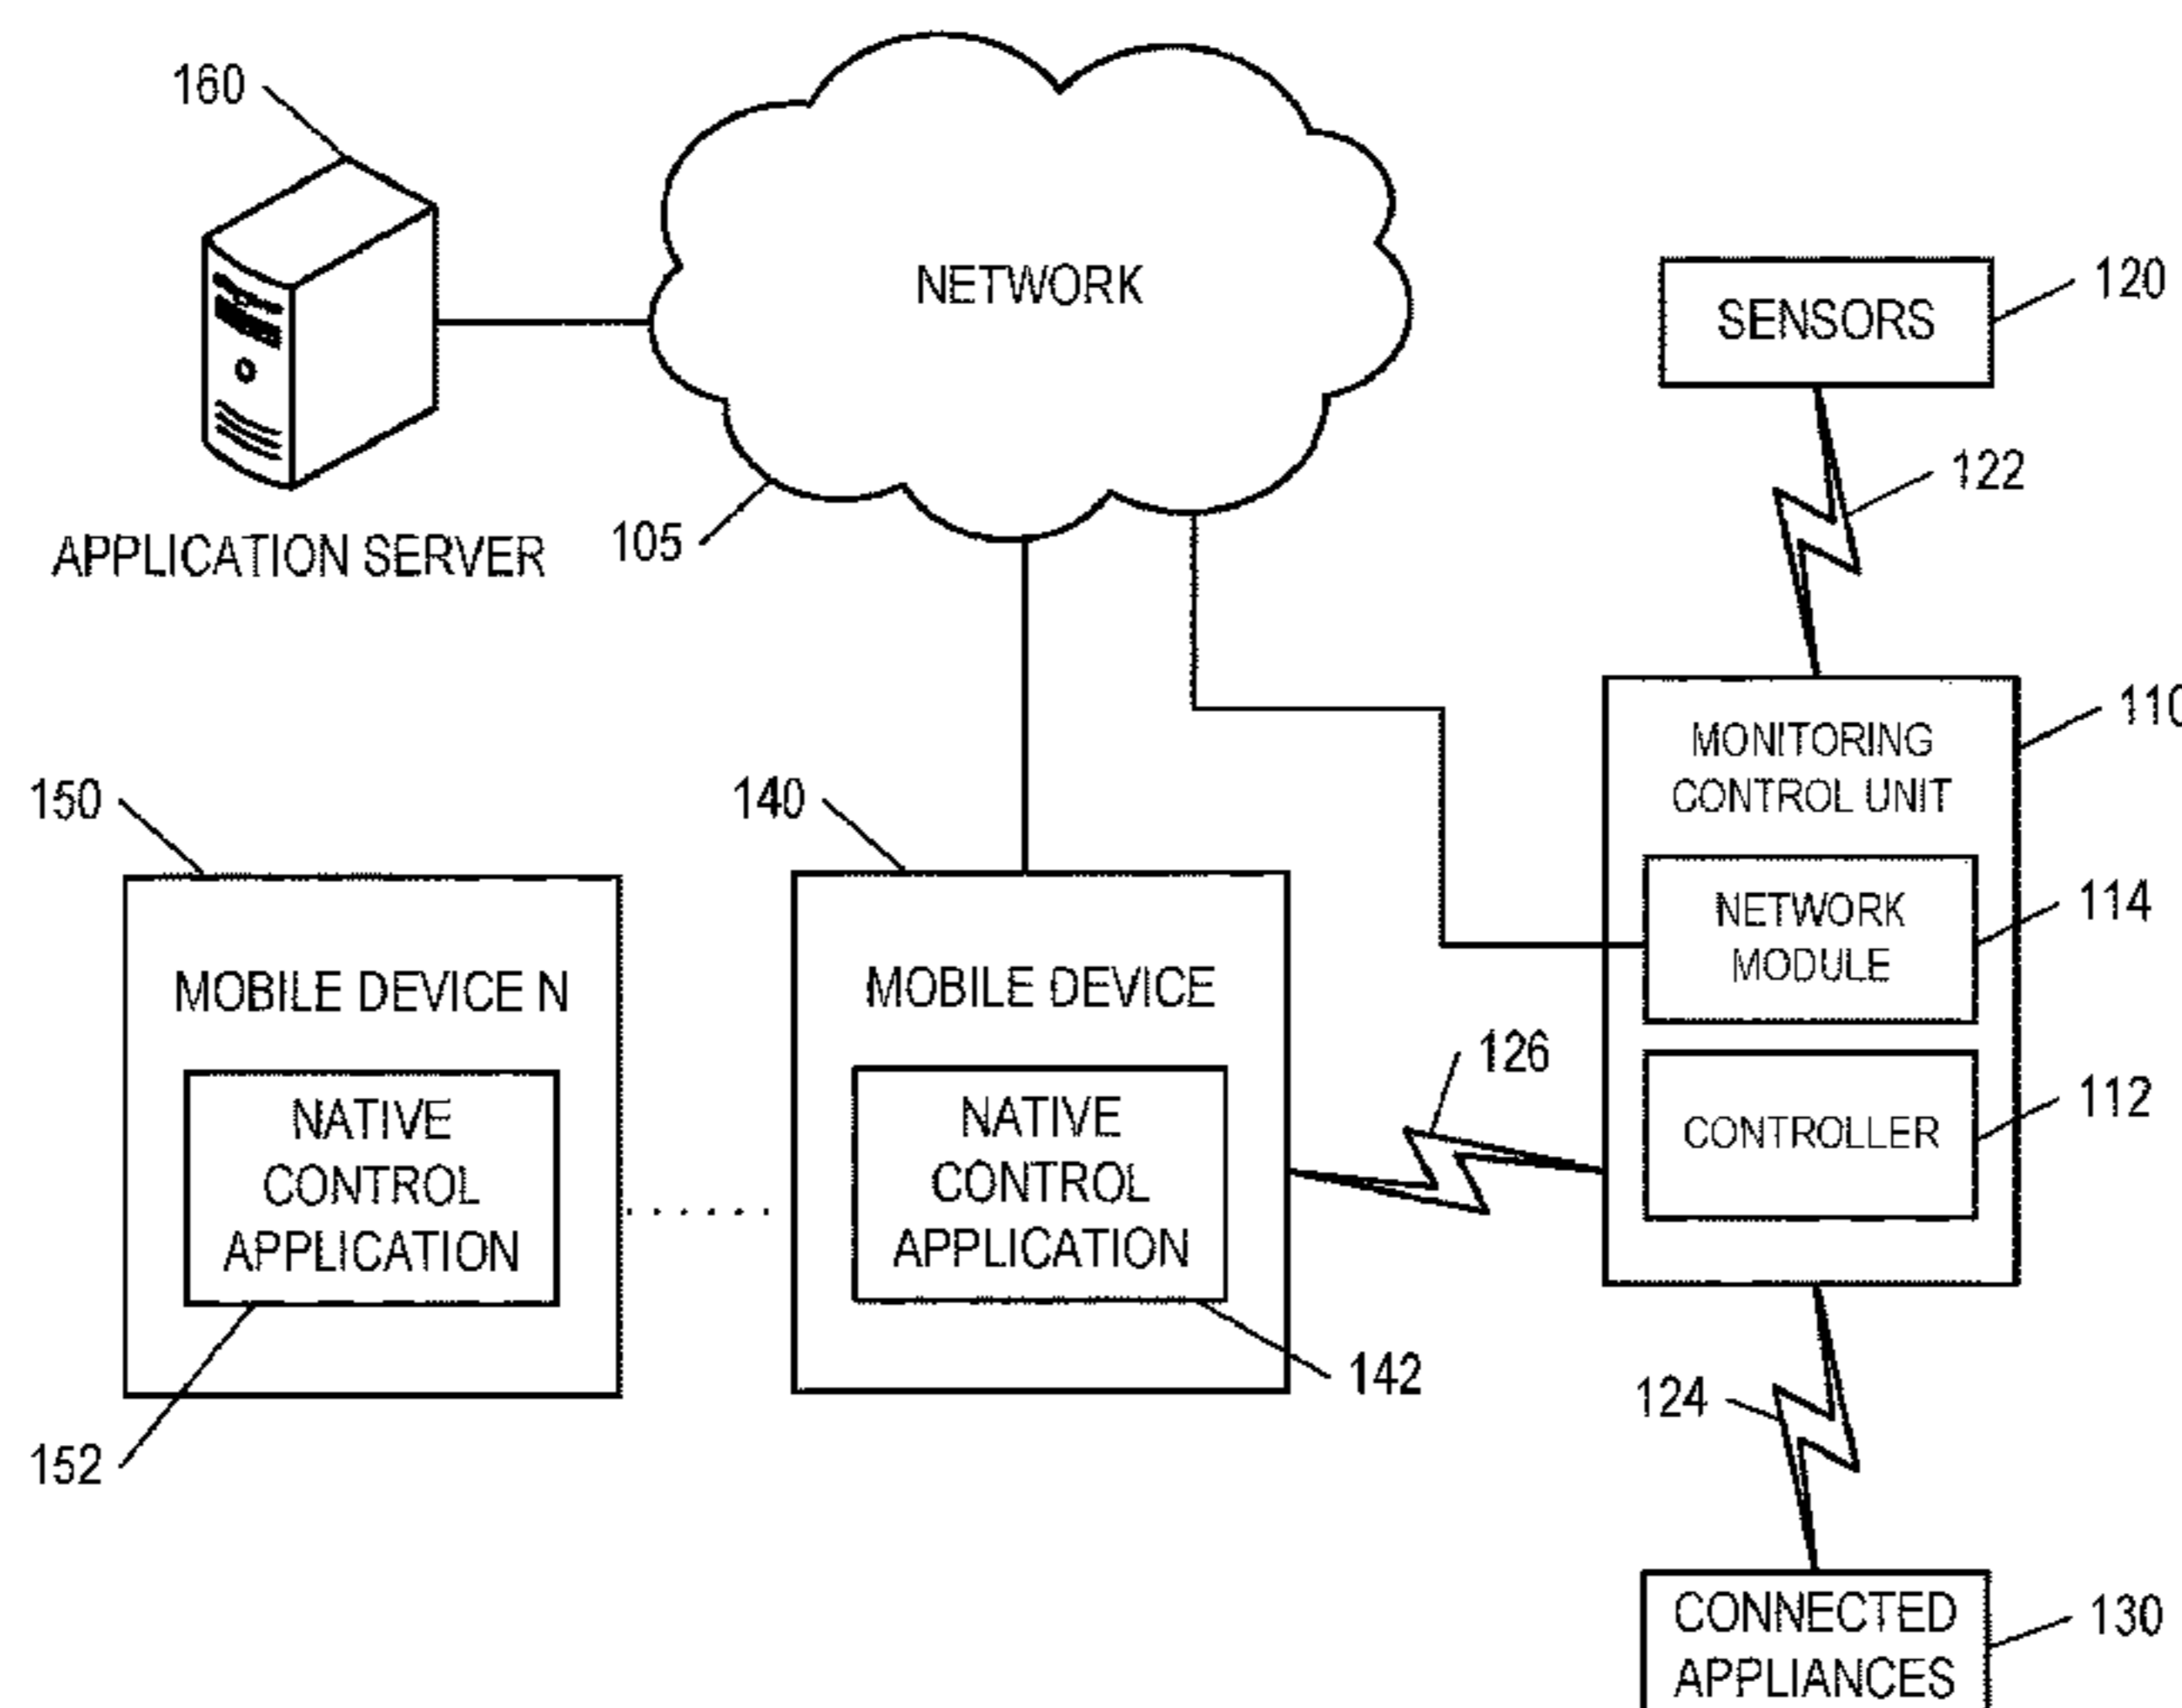 160
NETWORK
SENSORS
120
122
105
APPLICATION SERVER
110
MONITORING
CONTROL UNIT
150
140
NETWORK
MODULE
114
MOBILE DEVICE N
MOBILE DEVICE
126
NATIVE
CONTROL
APPLICATION
NATIVE
CONTROL
APPLICATION
CONTROLLER
112
142
152
124
CONNECTED
APPLIANCES
130